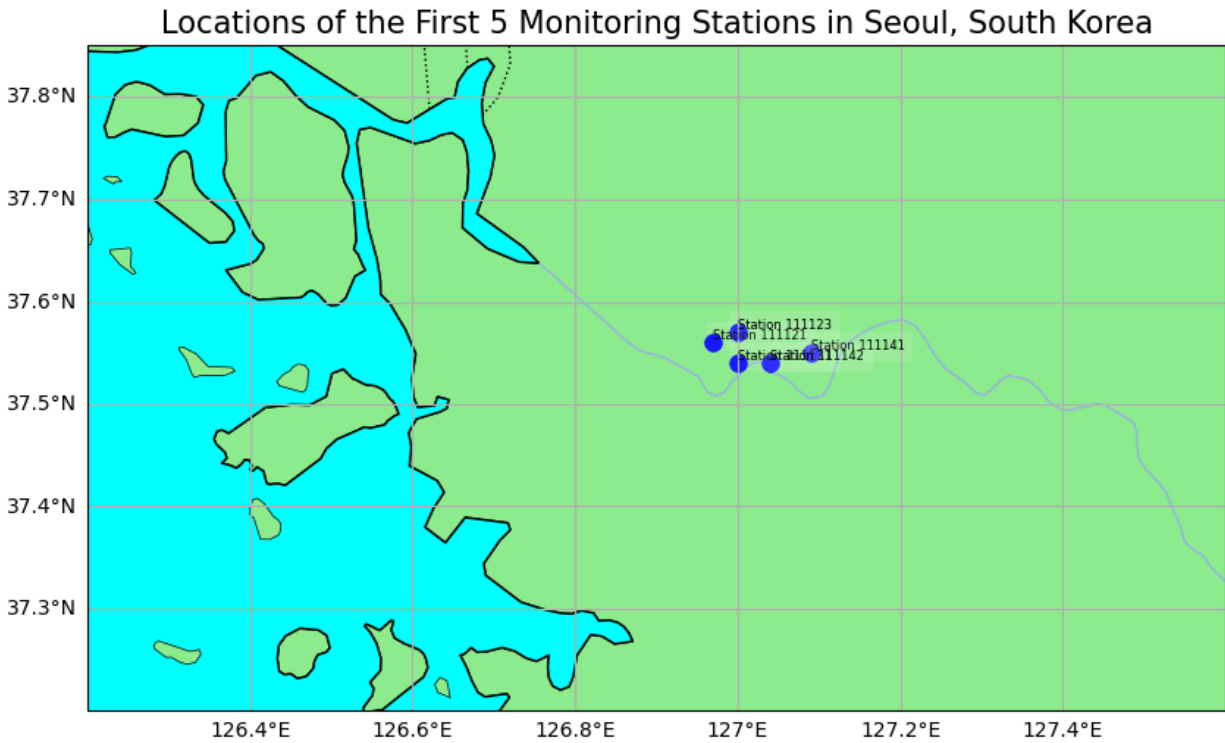 Locations of the First 5 Monitoring Stations in Seoul, South Korea
37.8°N
37.7°N
37.6°N
37.5°N
37.4°N
37.3°N
Station 111123
Station 111121
Station 111141
Station
111142
126.4°E
126.6°E
126.8°E
127°E
127.2°E
127.4°E